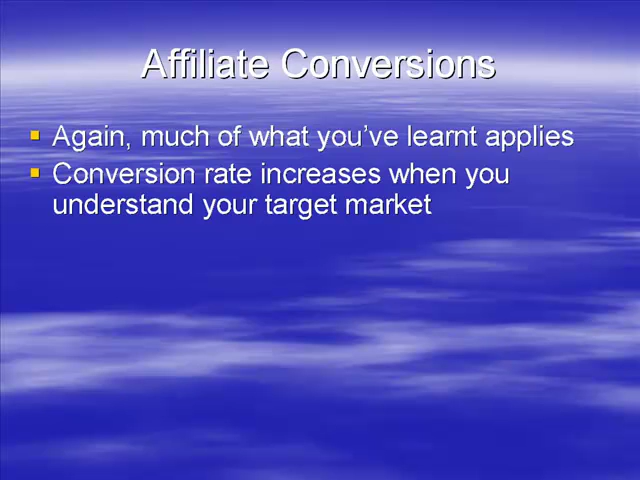 Affiliate Conversions
Again, much of what you've learnt applies
Conversion rate increases when you
understand your target market